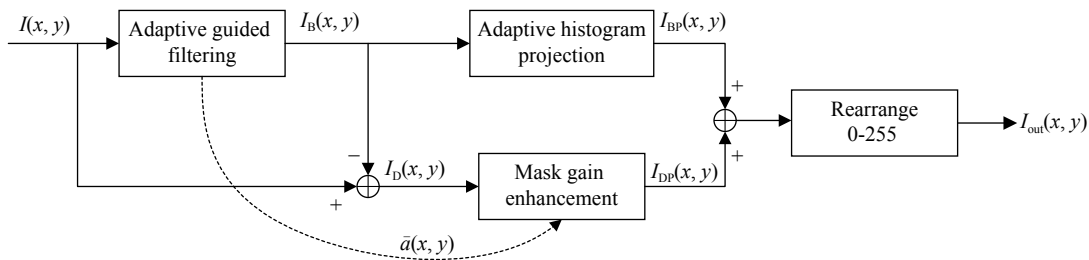 I(x, y)
Adaptive guided
filtering
I_B(x, y)
Adaptive histogram
projection
I_BP(x, y)
+
Rearrange
0-255
I_out(x, y)
+
−
+
I_D(x, y)
Mask gain
enhancement
I_DP(x, y)
ā(x, y)